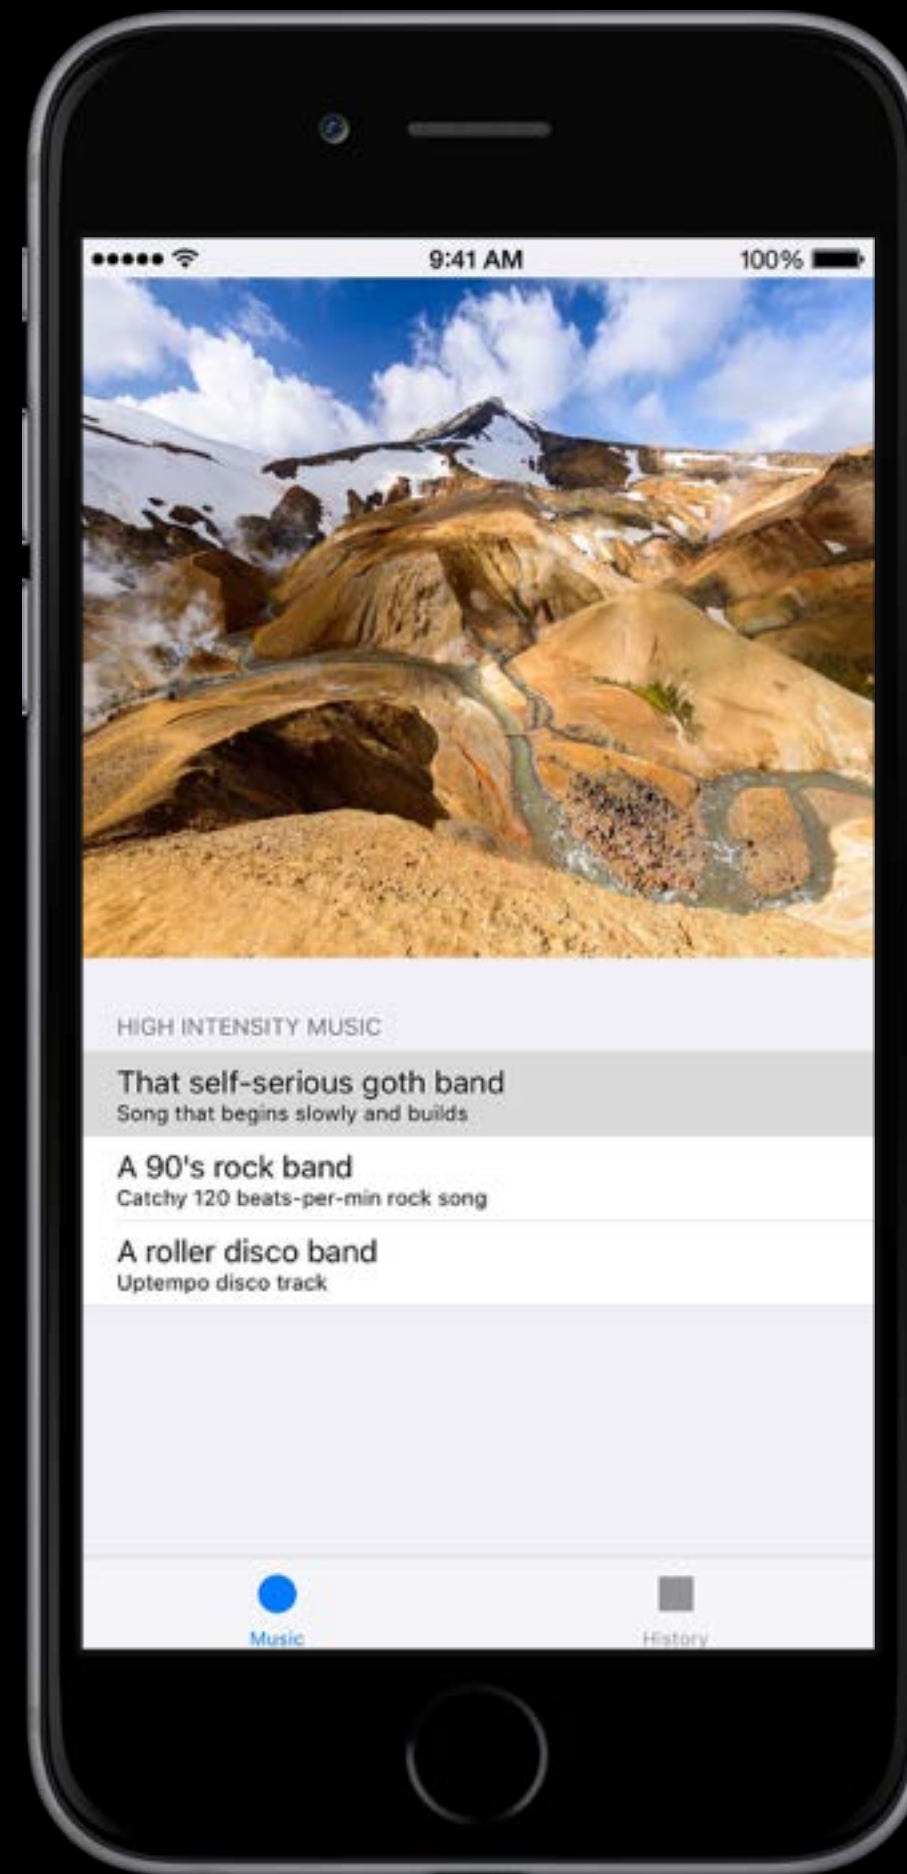 9:41 AM 100%
HIGH INTENSITY MUSIC
That self-serious goth band
Song that begins slowly and builds
A 90's rock band
Catchy 120 beats-per-min rock song
A roller disco band
Uptempo disco track
Music History